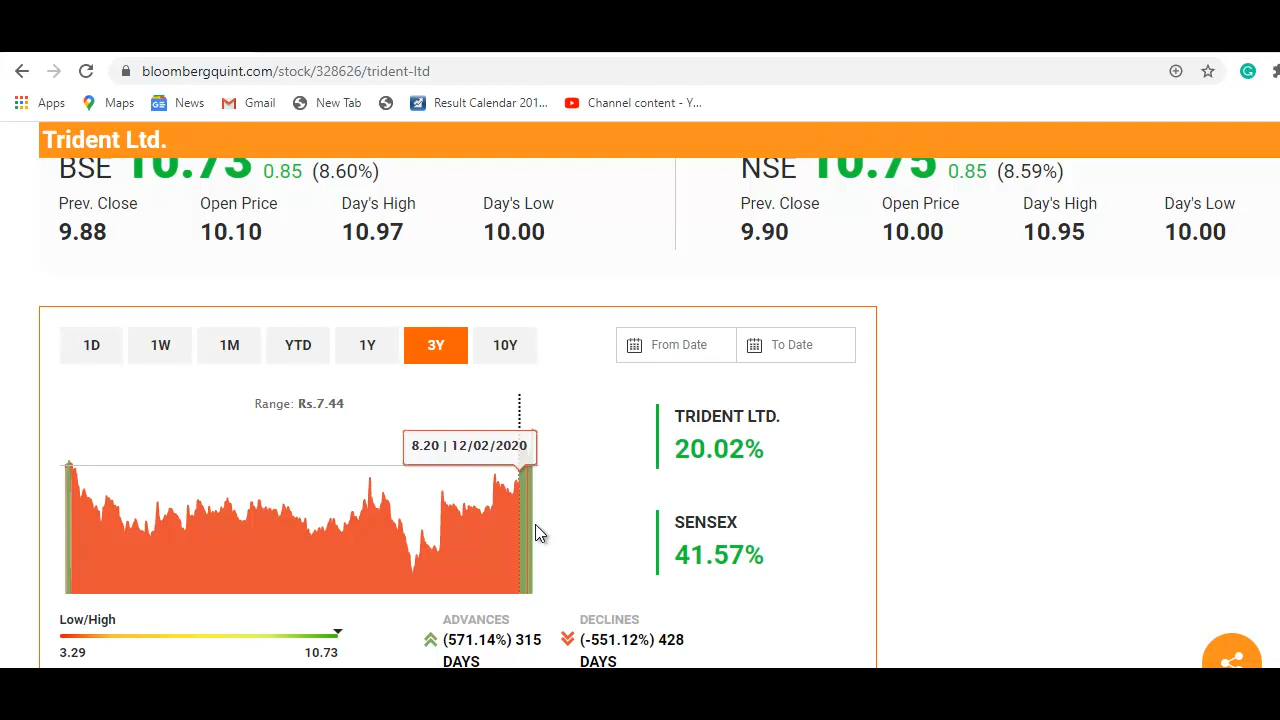 bloombergquint.com/stock/328626/trident-ltd
Apps Maps News Gmail New Tab Result Calendar 201... Channel content - Y...
Trident Ltd.
BSE 10.73 0.85 (8.60%) NSE 10.75 0.85 (8.59%)
Prev. Close Open Price Day's High Day's Low Prev. Close Open Price Day's High Day's Low
9.88 10.10 10.97 10.00 9.90 10.00 10.95 10.00
1D 1W 1M YTD 1Y 3Y 10Y From Date To Date
Range: Rs.7.44
TRIDENT LTD.
20.02%
8.20 | 12/02/2020
SENSEX
41.57%
Low/High ADVANCES DECLINES
(571.14%) 315 (-551.12%) 428
3.29 10.73 DAYS DAYS